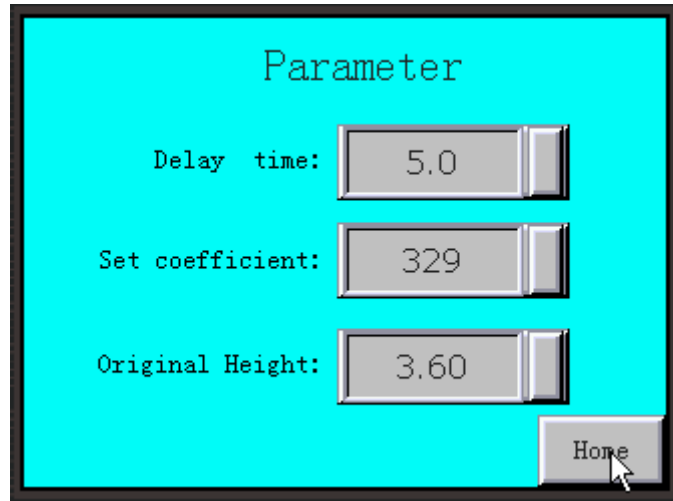 Parameter
Delay time: 5.0
Set coefficient: 329
Original Height: 3.60
Home